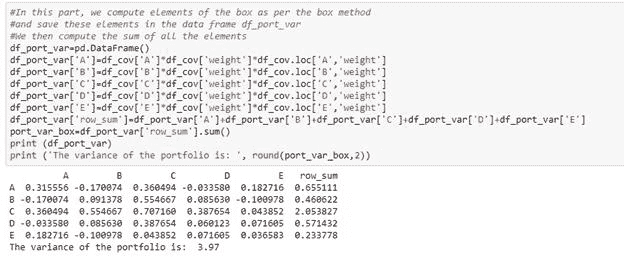 #In this part, we compute elements of the box as per the box method
#and save these elements in the data frame df_port_var
#We then compute the sum of all the elements
df_port_var=pd.DataFrame()
df_port_var['A']=df_cov['A']*df_cov['weight']*df_cov.loc['A','weight']
df_port_var['B']=df_cov['B']*df_cov['weight']*df_cov.loc['B','weight']
df_port_var['C']=df_cov['C']*df_cov['weight']*df_cov.loc['C','weight']
df_port_var['D']=df_cov['D']*df_cov['weight']*df_cov.loc['D','weight']
df_port_var['E']=df_cov['E']*df_cov['weight']*df_cov.loc['E','weight']
df_port_var['row_sum']=df_port_var['A']+df_port_var['B']+df_port_var['C']+df_port_var['D']+df_port_var['E']
port_var_box=df_port_var['row_sum'].sum()
print (df_port_var)
print ('The variance of the portfolio is: ', round(port_var_box,2))
A B C D E row_sum
A 0.315556 -0.170074 0.360494 -0.033580 0.182716 0.655111
B -0.170074 0.091378 0.554667 0.085630 -0.100978 0.460622
C 0.360494 0.554667 0.707160 0.387654 0.043852 2.053827
D -0.033580 0.085630 0.387654 0.060123 0.071605 0.571432
E 0.182716 -0.100978 0.043852 0.071605 0.036583 0.233778
The variance of the portfolio is:  3.97